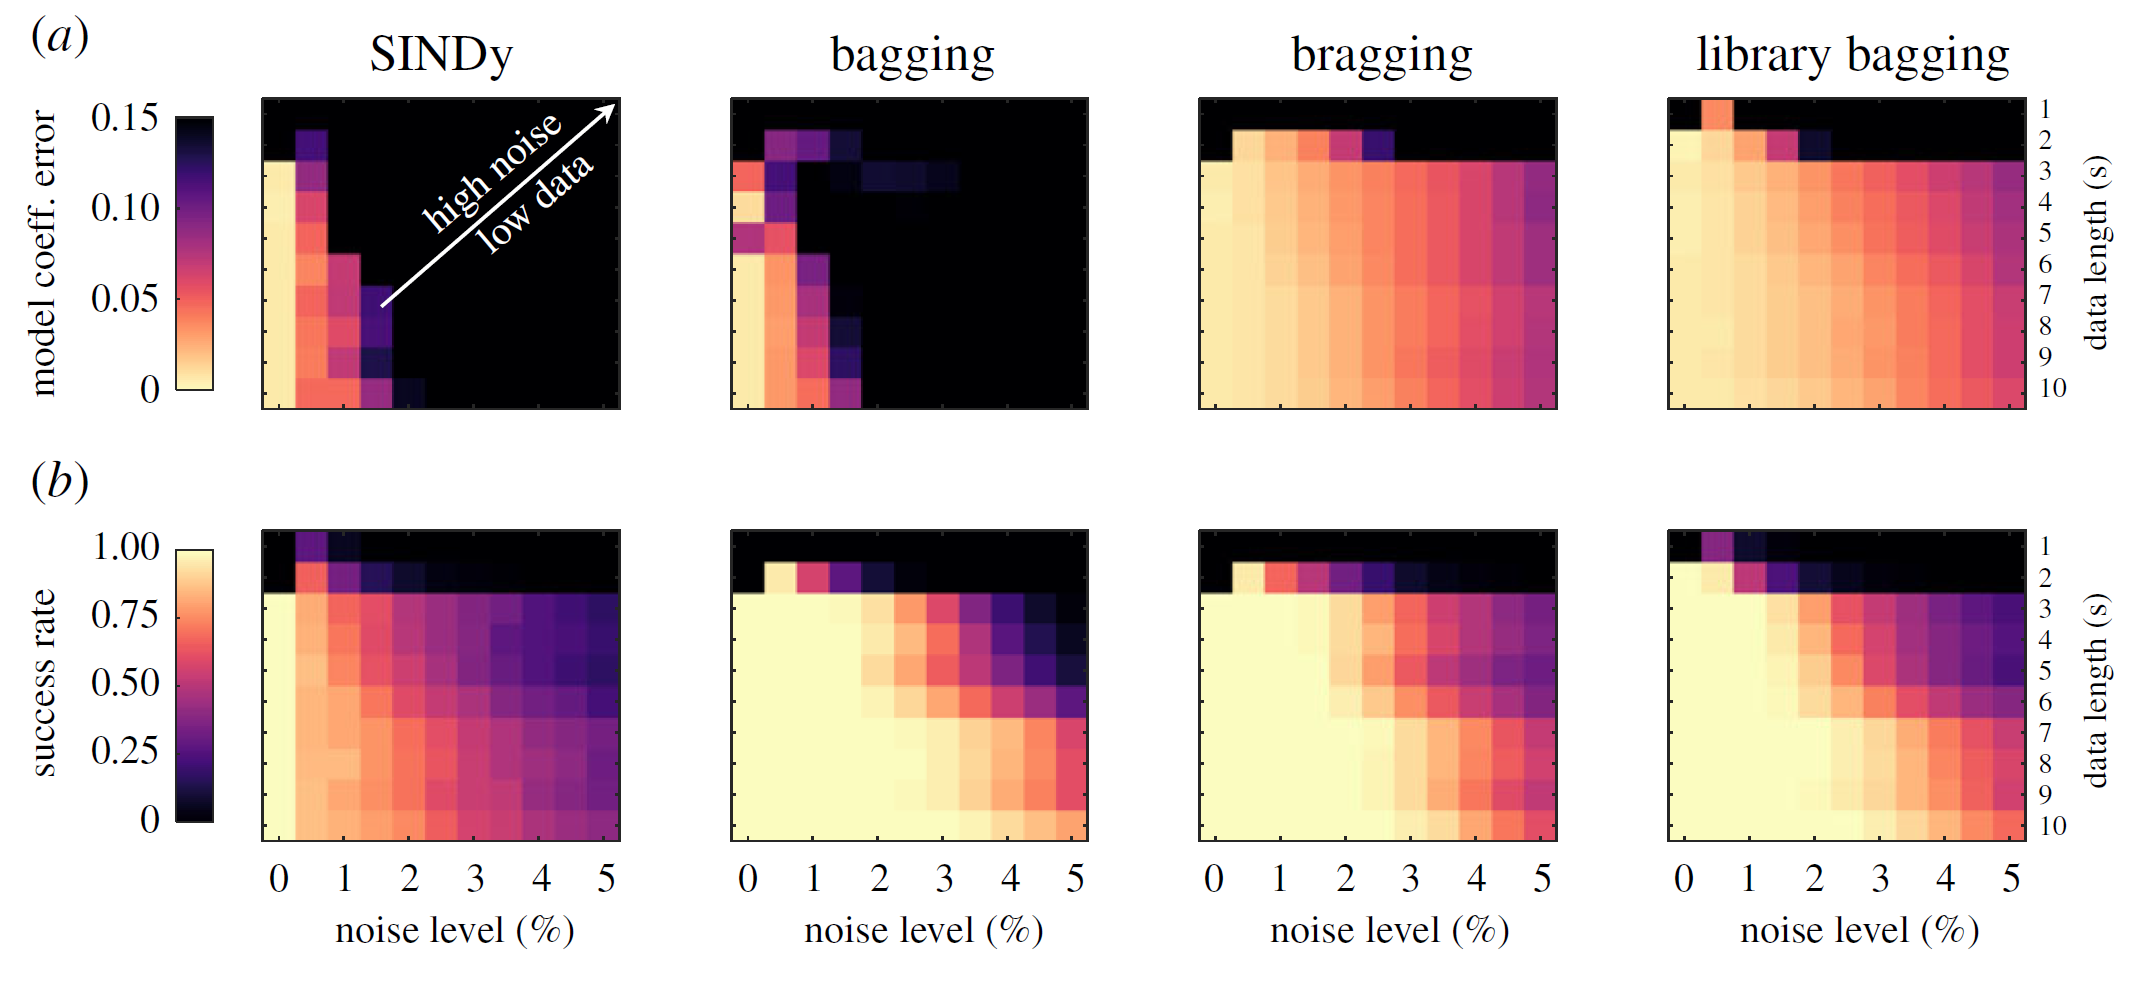 (a)
SINDy
bagging
bragging
library bagging
model coeff. error
0.15
0.10
0.05
0
high noise
low data
1
2
3
4
5
6
7
8
9
10
data length (s)
(b)
success rate
1.00
0.75
0.50
0.25
0
1
2
3
4
5
6
7
8
9
10
data length (s)
0 1 2 3 4 5
0 1 2 3 4 5
0 1 2 3 4 5
0 1 2 3 4 5
noise level (%)
noise level (%)
noise level (%)
noise level (%)